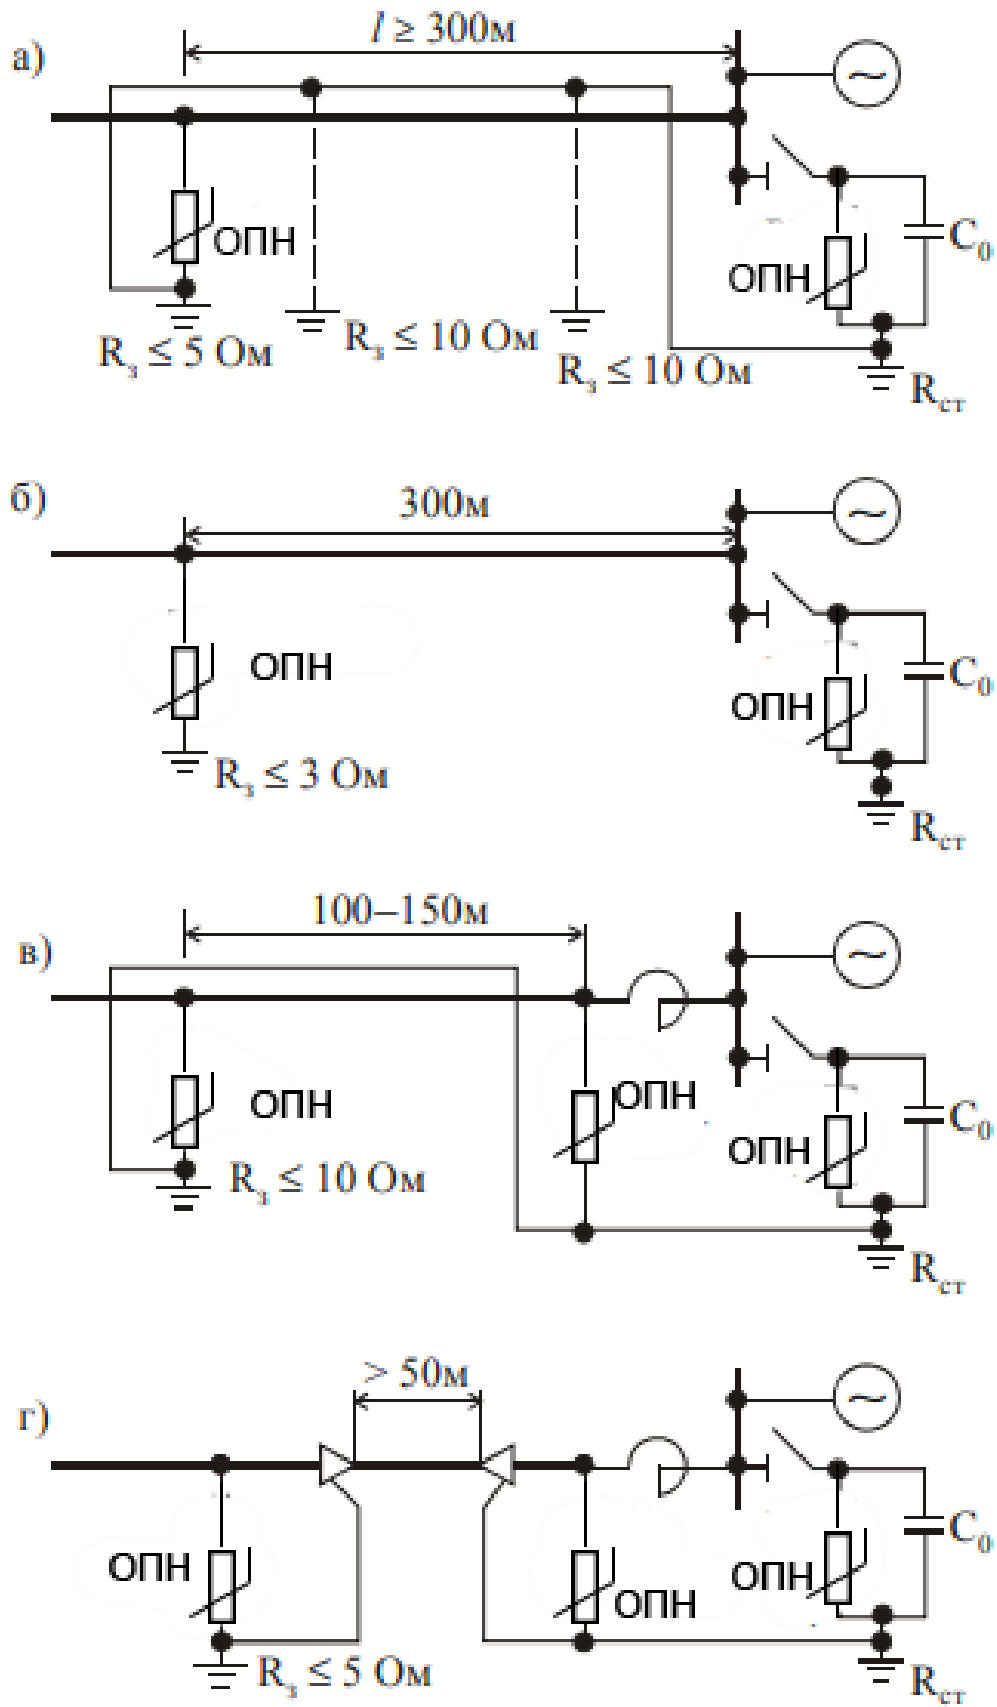 а)
l ≥ 300м
~
ОПН
ОПН
C₀
Rз ≤ 5 Ом
Rз ≤ 10 Ом
Rз ≤ 10 Ом
Rст
б)
300м
~
ОПН
ОПН
C₀
Rз ≤ 3 Ом
Rст
в)
100–150м
~
ОПН
ОПН
ОПН
C₀
Rз ≤ 10 Ом
Rст
г)
> 50м
~
ОПН
ОПН
ОПН
C₀
Rз ≤ 5 Ом
Rст